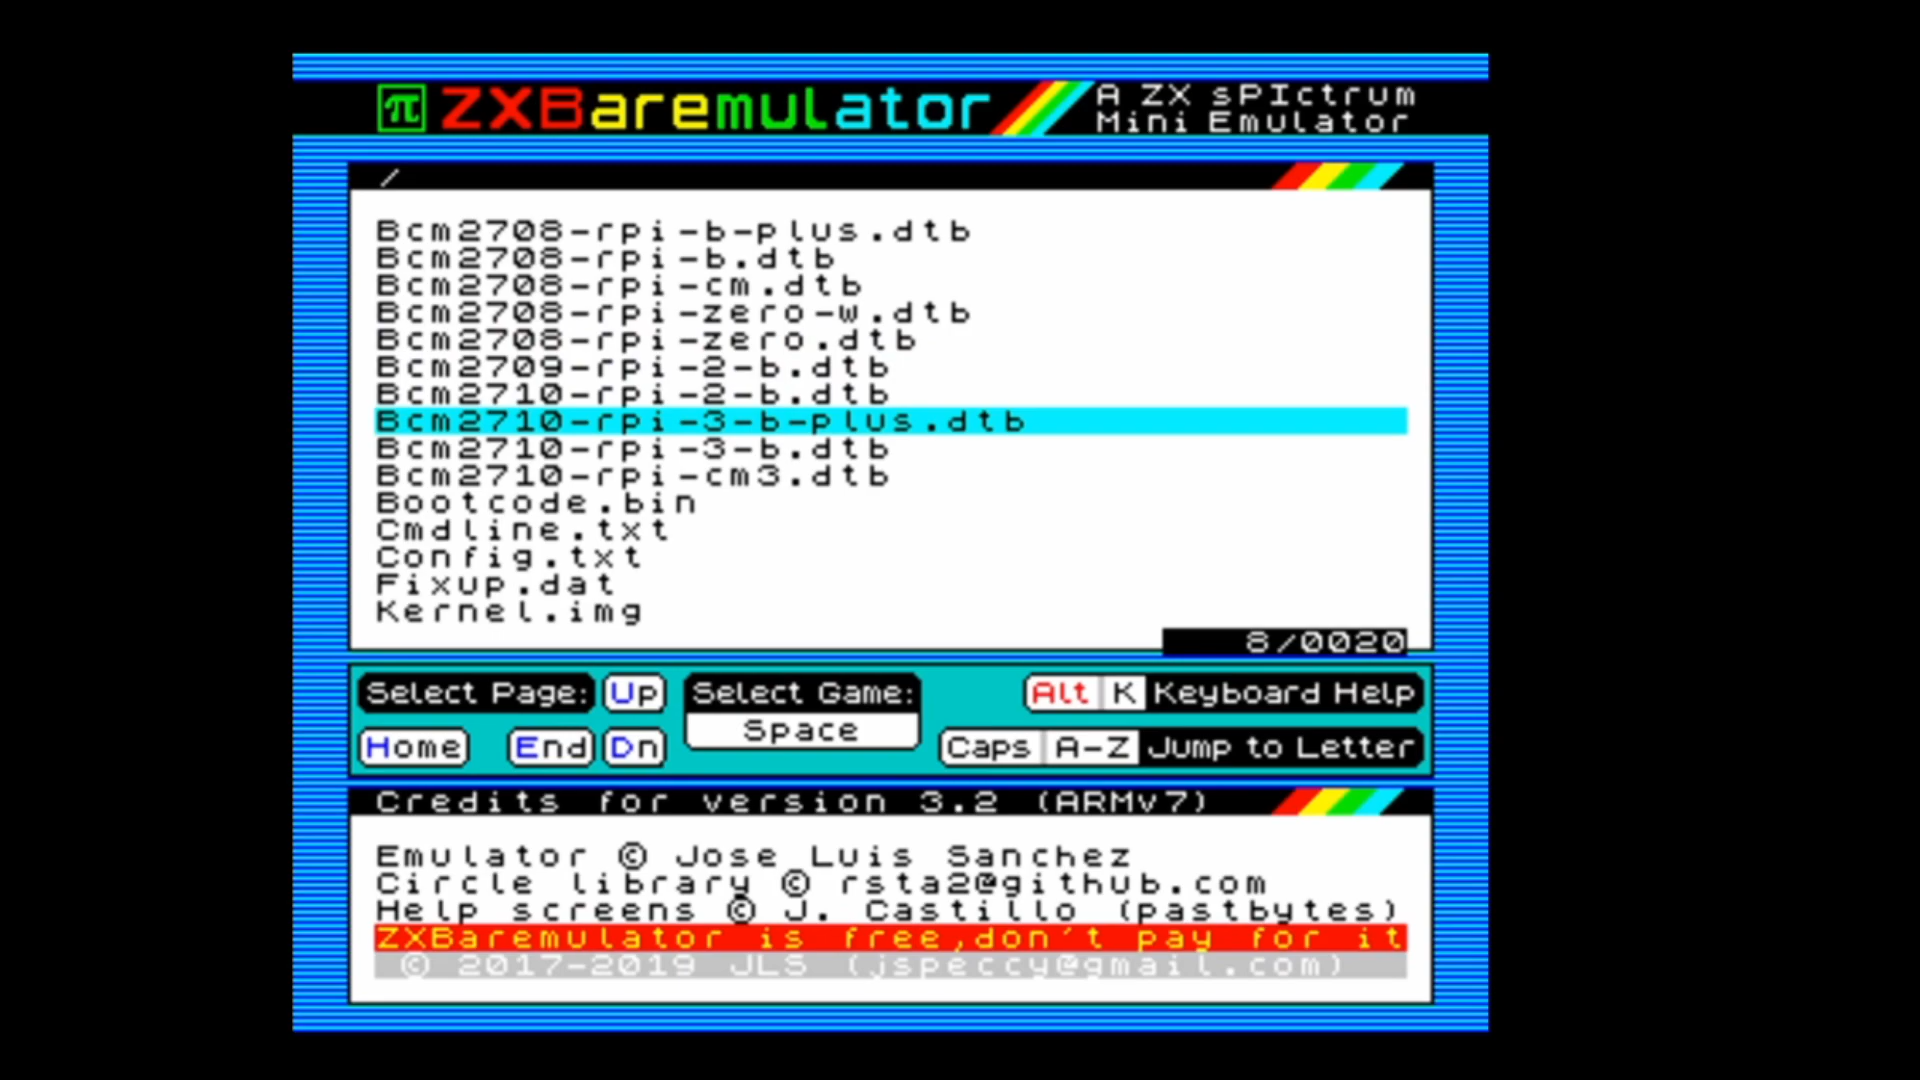 π ZXBaremulator
A ZX sPIctrum
Mini Emulator
/
Bcm2708-rpi-b-plus.dtb
Bcm2708-rpi-b.dtb
Bcm2708-rpi-cm.dtb
Bcm2708-rpi-zero-w.dtb
Bcm2708-rpi-zero.dtb
Bcm2709-rpi-2-b.dtb
Bcm2710-rpi-2-b.dtb
Bcm2710-rpi-3-b-plus.dtb
Bcm2710-rpi-3-b.dtb
Bcm2710-rpi-cm3.dtb
Bootcode.bin
Cmdline.txt
Config.txt
Fixup.dat
Kernel.img
8/0020
Select Page: Up
Home End Dn
Select Game:
Space
Alt K Keyboard Help
Caps A-Z Jump to Letter
Credits for version 3.2 (ARMv7)
Emulator © Jose Luis Sanchez
Circle library © rsta2@github.com
Help screens © J. Castillo (pastbytes)
ZXBaremulator is free,don't pay for it
© 2017-2019 JLS (jspeccy@gmail.com)